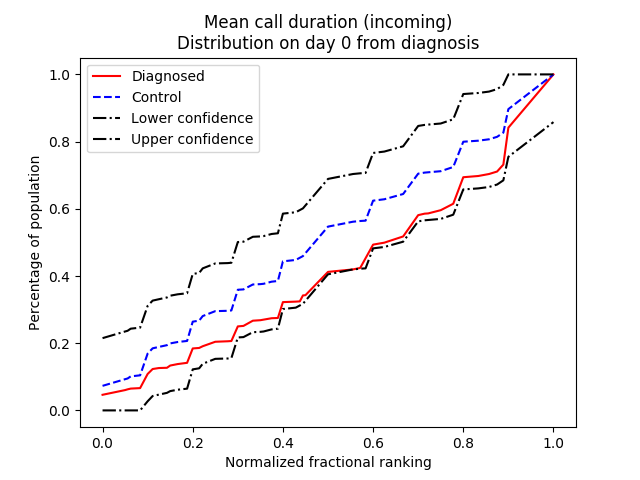 Mean call duration (incoming)
Distribution on day 0 from diagnosis
Diagnosed
Control
Lower confidence
Upper confidence
Percentage of population
1.0
0.8
0.6
0.4
0.2
0.0
0.0 0.2 0.4 0.6 0.8 1.0
Normalized fractional ranking